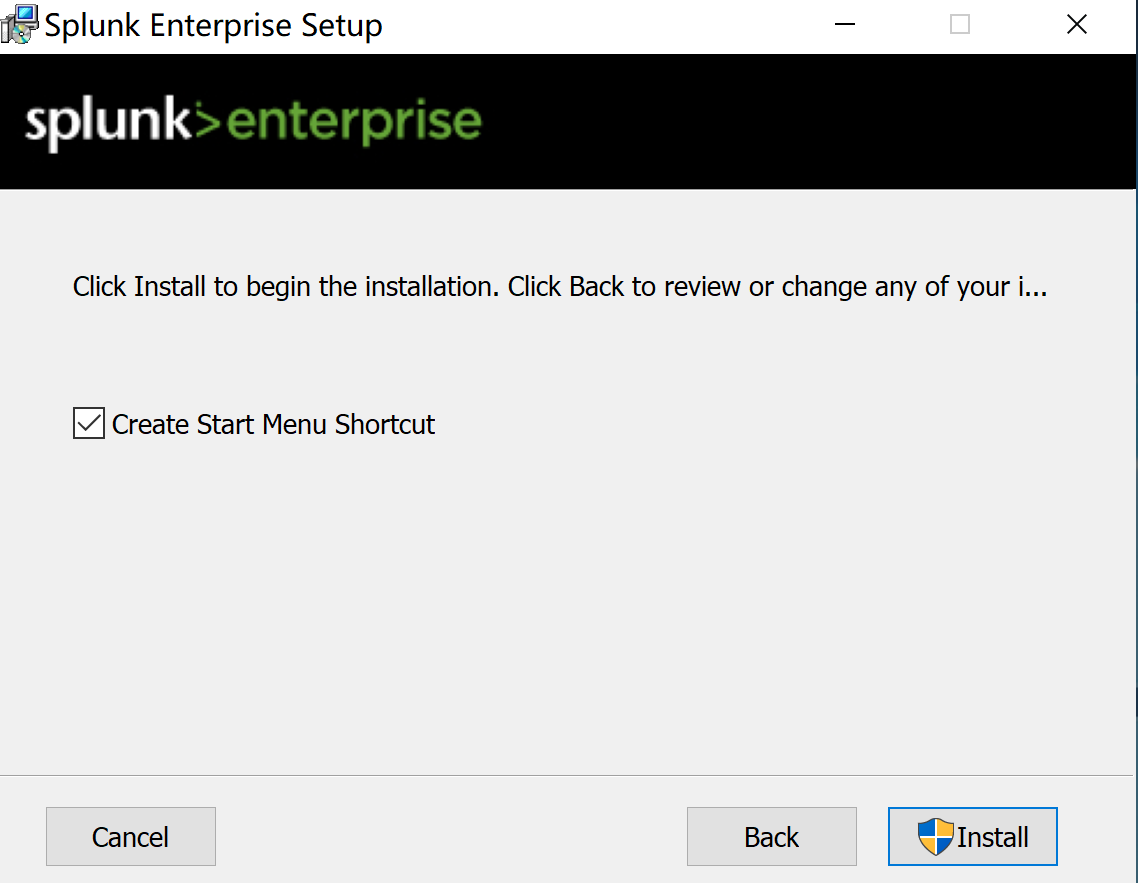 Splunk Enterprise Setup
splunk>enterprise
Click Install to begin the installation. Click Back to review or change any of your i...
Create Start Menu Shortcut
Cancel
Back
Install